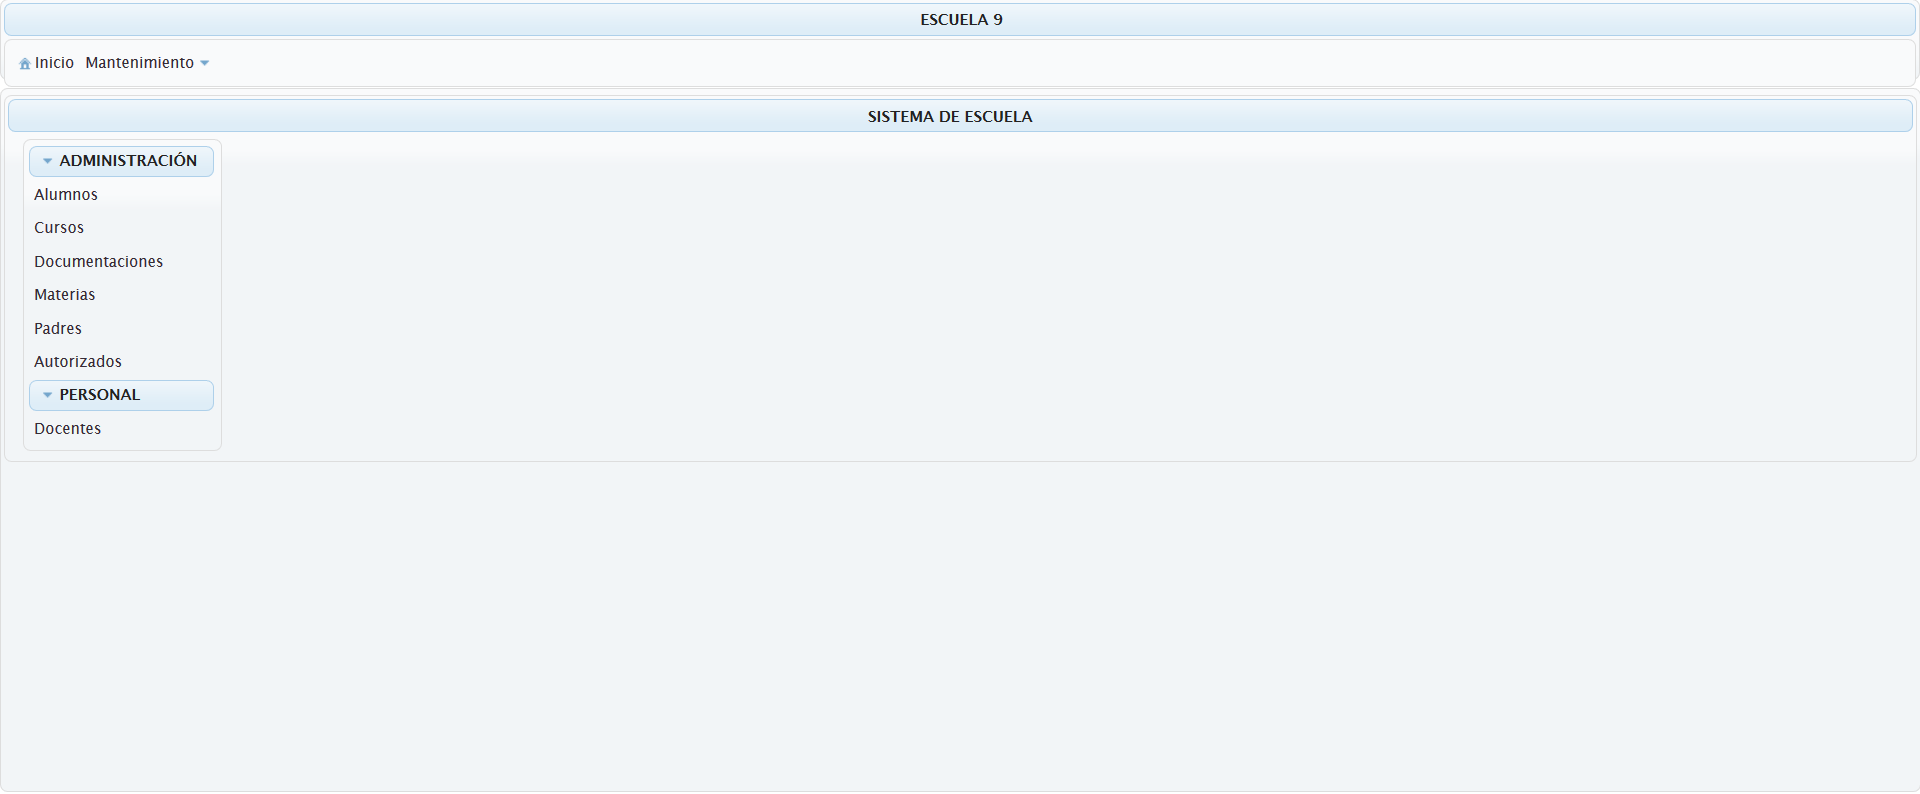 ESCUELA 9
Inicio Mantenimiento
SISTEMA DE ESCUELA
ADMINISTRACIÓN
Alumnos
Cursos
Documentaciones
Materias
Padres
Autorizados
PERSONAL
Docentes